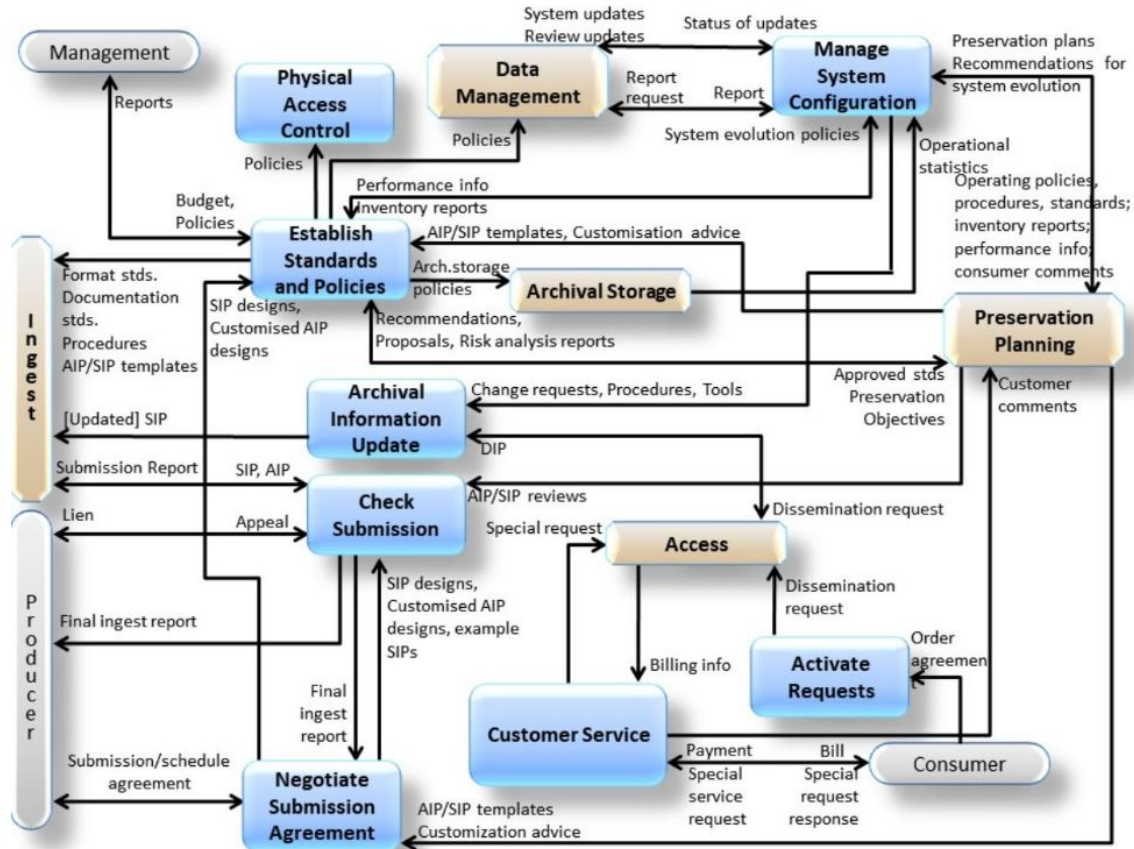 System updates
Review updates
Status of updates
Management
Physical
Access
Control
Data
Management
Manage
System
Configuration
Preservation plans
Recommendations for
system evolution
Reports
Report
request
Report
Policies
Policies
System evolution policies
Operational
statistics
Performance info
inventory reports
Operating policies,
procedures, standards;
inventory reports;
performance info;
consumer comments
Budget,
Policies
Establish
Standards
and Policies
AIP/SIP templates, Customisation advice
Arch.storage
policies
Archival Storage
Preservation
Planning
Ingest
Format stds.
Documentation
stds.
Procedures
AIP/SIP templates
SIP designs,
Customised AIP
designs
Recommendations,
Proposals, Risk analysis reports
Approved stds
Preservation
Objectives
Customer
comments
Archival
Information
Update
Change requests, Procedures, Tools
[Updated] SIP
DIP
Submission Report
SIP, AIP
Check
Submission
AIP/SIP reviews
Dissemination request
Lien
Appeal
Special request
Access
Producer
SIP designs,
Customised AIP
designs, example
SIPs
Dissemination
request
Final ingest report
Billing info
Activate
Requests
Order
agreement
Final
ingest
report
Customer Service
Payment
Special
service
request
Bill
Special
request
response
Consumer
Submission/schedule
agreement
Negotiate
Submission
Agreement
AIP/SIP templates
Customization advice